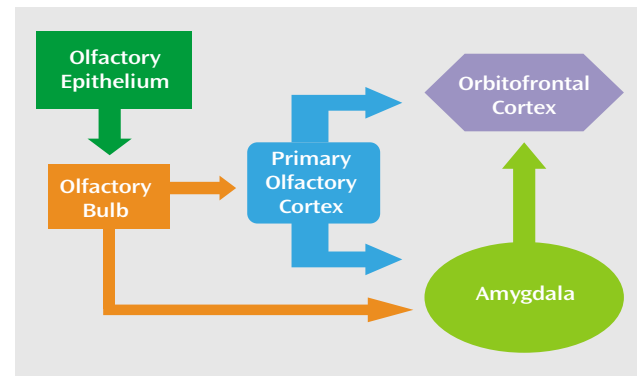 Olfactory
Epithelium
Orbitofrontal
Cortex
Primary
Olfactory
Cortex
Olfactory
Bulb
Amygdala